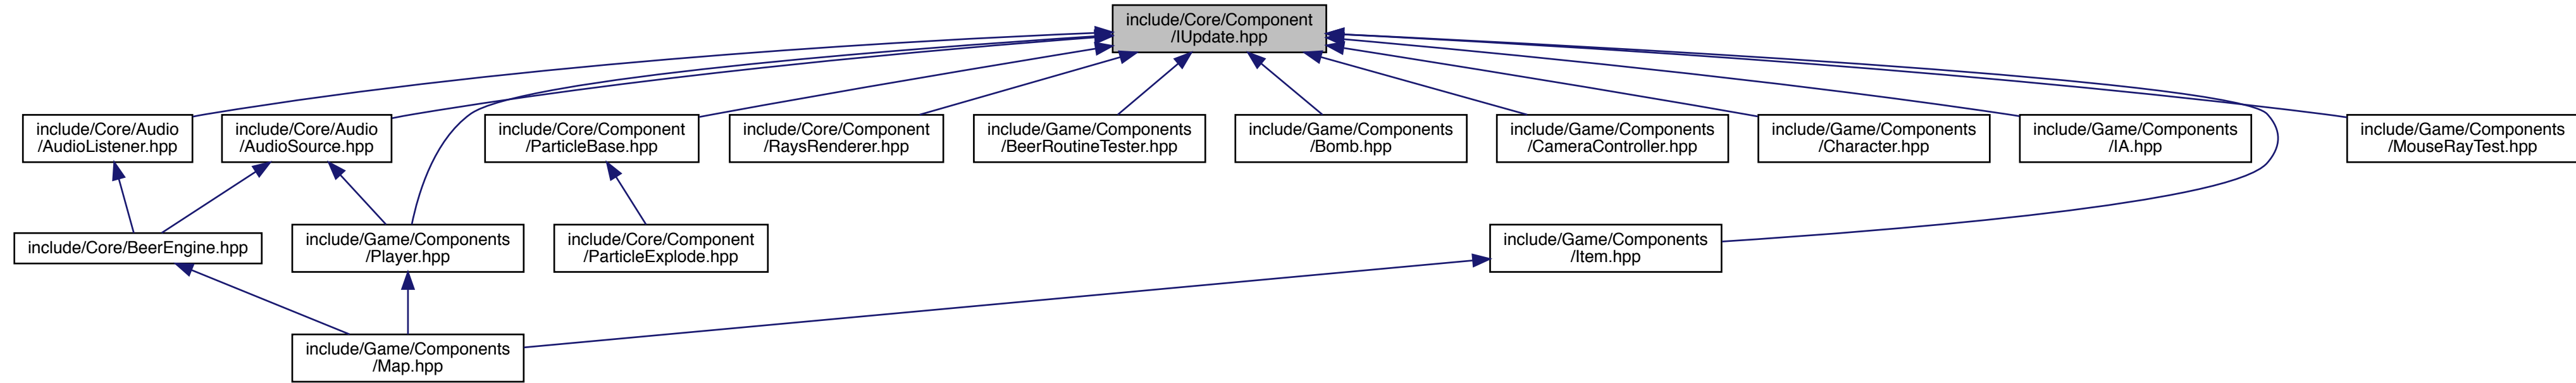 include/Core/Component
/IUpdate.hpp
include/Core/Audio
/AudioListener.hpp
include/Core/Audio
/AudioSource.hpp
include/Core/Component
/ParticleBase.hpp
include/Core/Component
/RaysRenderer.hpp
include/Game/Components
/BeerRoutineTester.hpp
include/Game/Components
/Bomb.hpp
include/Game/Components
/CameraController.hpp
include/Game/Components
/Character.hpp
include/Game/Components
/IA.hpp
include/Game/Components
/MouseRayTest.hpp
include/Core/BeerEngine.hpp
include/Game/Components
/Player.hpp
include/Core/Component
/ParticleExplode.hpp
include/Game/Components
/Item.hpp
include/Game/Components
/Map.hpp